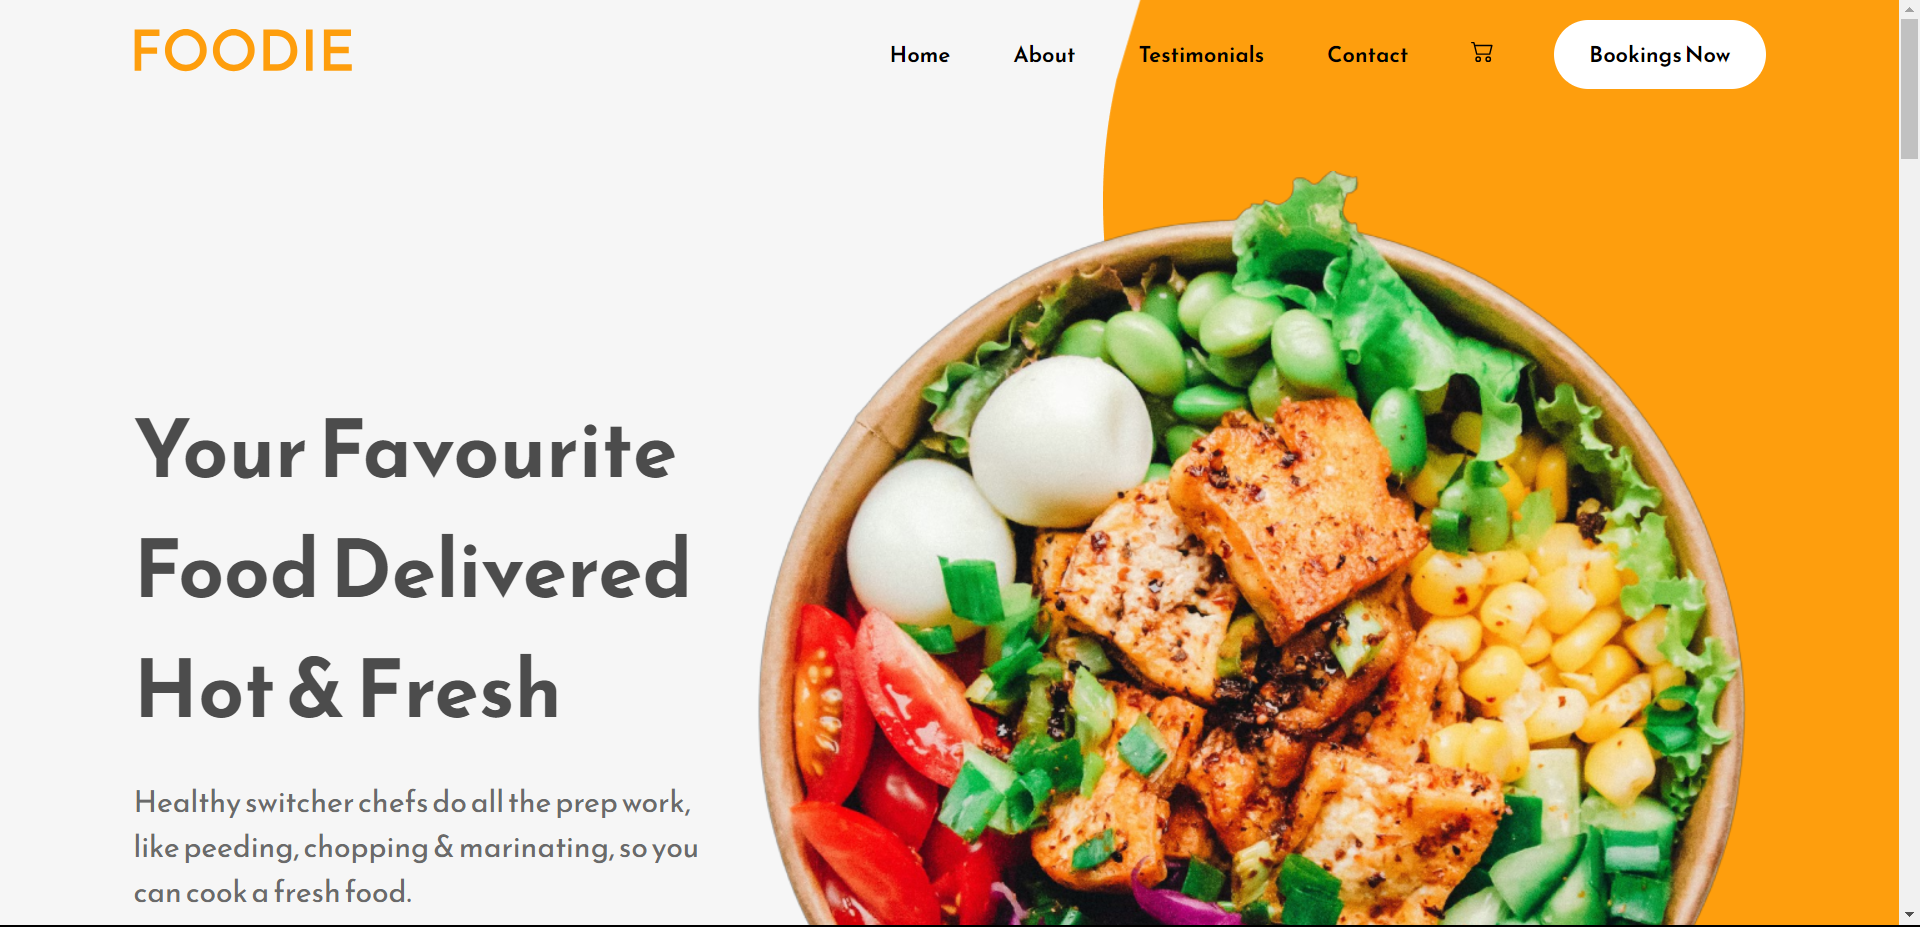 FOODIE
Home About Testimonials Contact Bookings Now
Your Favourite
Food Delivered
Hot & Fresh
Healthy switcher chefs do all the prep work,
like peeding, chopping & marinating, so you
can cook a fresh food.